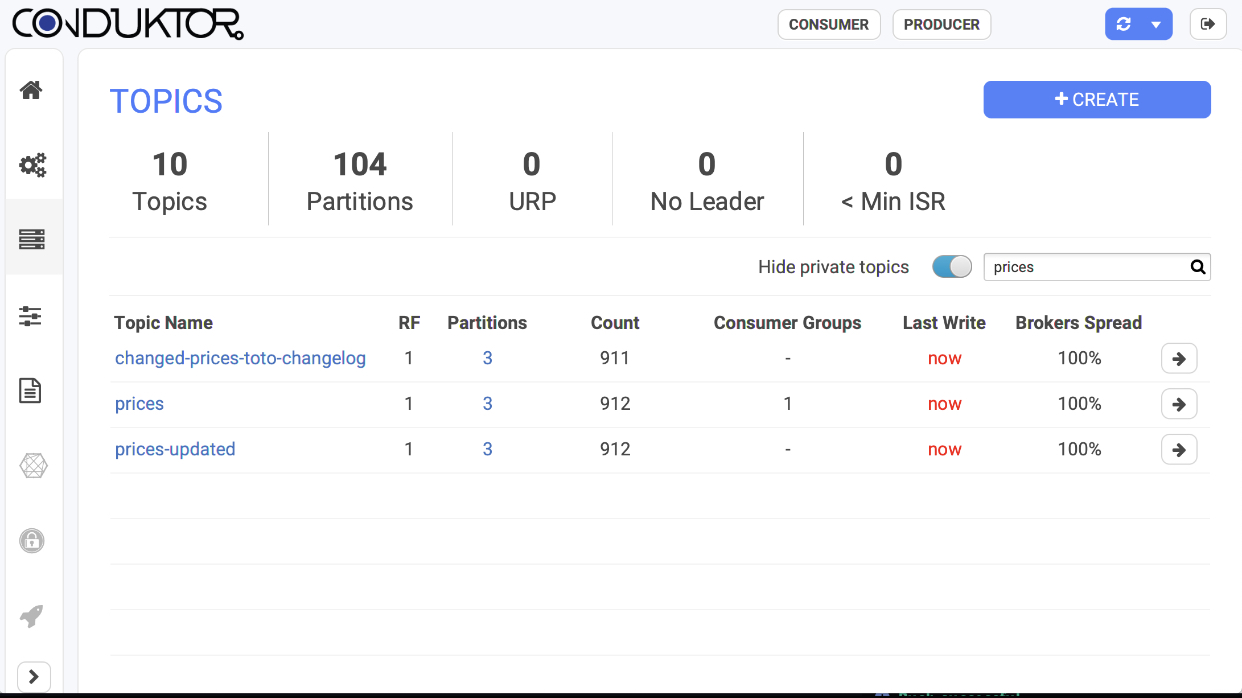 CONDUKTOR
CONSUMER PRODUCER
TOPICS
+ CREATE
10 104 0 0 0
Topics Partitions URP No Leader < Min ISR
Hide private topics prices
Topic Name RF Partitions Count Consumer Groups Last Write Brokers Spread
changed-prices-toto-changelog 1 3 911 - now 100%
prices 1 3 912 1 now 100%
prices-updated 1 3 912 - now 100%